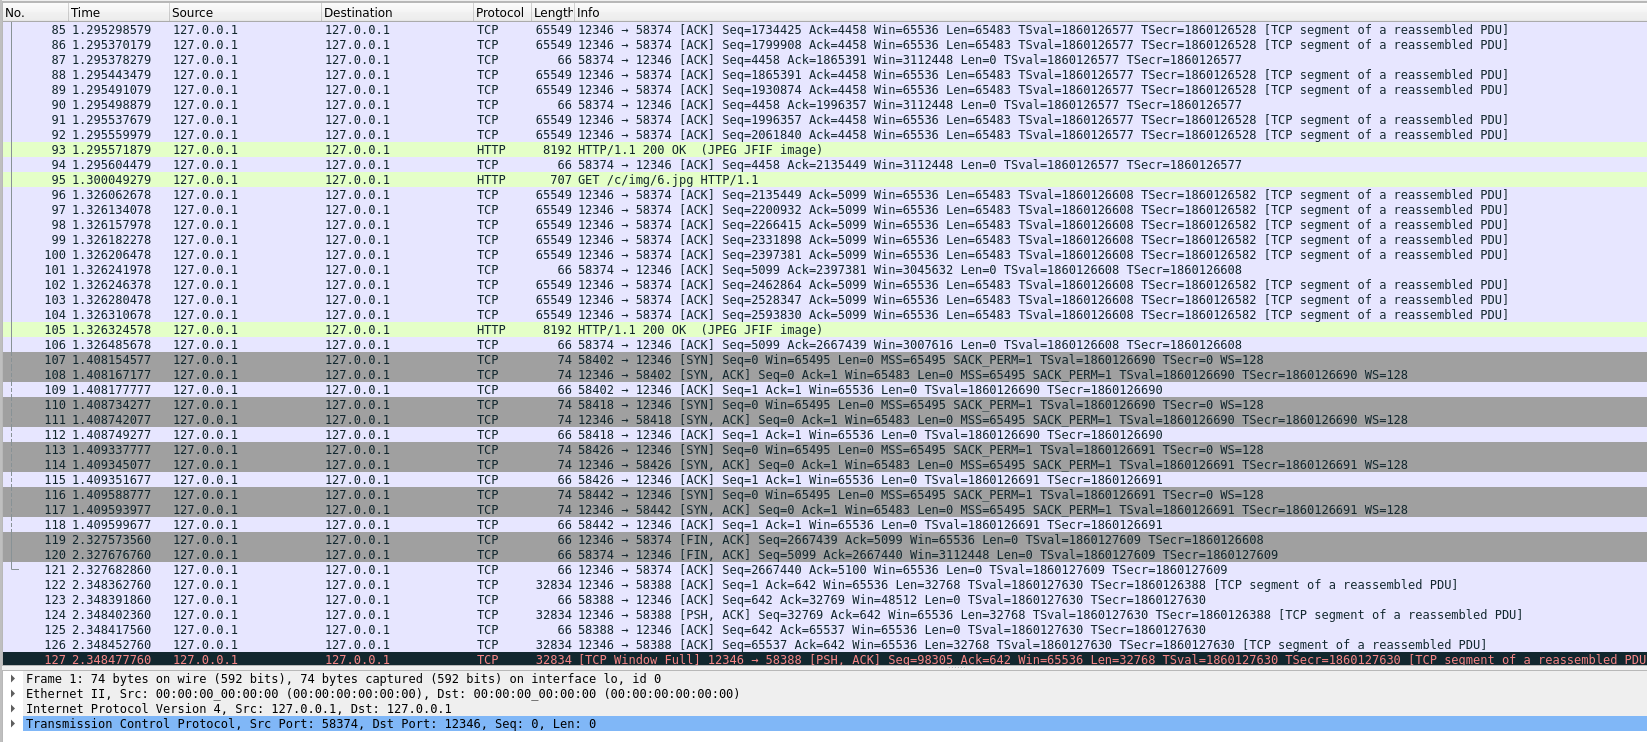 No. Time Source Destination Protocol Length Info
85 1.295298579 127.0.0.1 127.0.0.1 TCP 65549 12346 → 58374 [ACK] Seq=1734425 Ack=4458 Win=65536 Len=65483 TSval=1860126577 TSecr=1860126528 [TCP segment of a reassembled PDU]
86 1.295370179 127.0.0.1 127.0.0.1 TCP 65549 12346 → 58374 [ACK] Seq=1799908 Ack=4458 Win=65536 Len=65483 TSval=1860126577 TSecr=1860126528 [TCP segment of a reassembled PDU]
87 1.295378279 127.0.0.1 127.0.0.1 TCP 66 58374 → 12346 [ACK] Seq=4458 Ack=1865391 Win=3112448 Len=0 TSval=1860126577 TSecr=1860126577
88 1.295443479 127.0.0.1 127.0.0.1 TCP 65549 12346 → 58374 [ACK] Seq=1865391 Ack=4458 Win=65536 Len=65483 TSval=1860126577 TSecr=1860126528 [TCP segment of a reassembled PDU]
89 1.295491079 127.0.0.1 127.0.0.1 TCP 65549 12346 → 58374 [ACK] Seq=1930874 Ack=4458 Win=65536 Len=65483 TSval=1860126577 TSecr=1860126528 [TCP segment of a reassembled PDU]
90 1.295498879 127.0.0.1 127.0.0.1 TCP 66 58374 → 12346 [ACK] Seq=4458 Ack=1996357 Win=3112448 Len=0 TSval=1860126577 TSecr=1860126577
91 1.295537679 127.0.0.1 127.0.0.1 TCP 65549 12346 → 58374 [ACK] Seq=1996357 Ack=4458 Win=65536 Len=65483 TSval=1860126577 TSecr=1860126528 [TCP segment of a reassembled PDU]
92 1.295559979 127.0.0.1 127.0.0.1 TCP 65549 12346 → 58374 [ACK] Seq=2061840 Ack=4458 Win=65536 Len=65483 TSval=1860126577 TSecr=1860126528 [TCP segment of a reassembled PDU]
93 1.295571879 127.0.0.1 127.0.0.1 HTTP 8192 HTTP/1.1 200 OK (JPEG JFIF image)
94 1.295604479 127.0.0.1 127.0.0.1 TCP 66 58374 → 12346 [ACK] Seq=4458 Ack=2135449 Win=3112448 Len=0 TSval=1860126577 TSecr=1860126577
95 1.300049279 127.0.0.1 127.0.0.1 HTTP 707 GET /c/img/6.jpg HTTP/1.1
96 1.326062678 127.0.0.1 127.0.0.1 TCP 65549 12346 → 58374 [ACK] Seq=2135449 Ack=5099 Win=65536 Len=65483 TSval=1860126608 TSecr=1860126582 [TCP segment of a reassembled PDU]
97 1.326134078 127.0.0.1 127.0.0.1 TCP 65549 12346 → 58374 [ACK] Seq=2200932 Ack=5099 Win=65536 Len=65483 TSval=1860126608 TSecr=1860126582 [TCP segment of a reassembled PDU]
98 1.326157978 127.0.0.1 127.0.0.1 TCP 65549 12346 → 58374 [ACK] Seq=2266415 Ack=5099 Win=65536 Len=65483 TSval=1860126608 TSecr=1860126582 [TCP segment of a reassembled PDU]
99 1.326182278 127.0.0.1 127.0.0.1 TCP 65549 12346 → 58374 [ACK] Seq=2331898 Ack=5099 Win=65536 Len=65483 TSval=1860126608 TSecr=1860126582 [TCP segment of a reassembled PDU]
100 1.326206478 127.0.0.1 127.0.0.1 TCP 65549 12346 → 58374 [ACK] Seq=2397381 Ack=5099 Win=65536 Len=65483 TSval=1860126608 TSecr=1860126582 [TCP segment of a reassembled PDU]
101 1.326241978 127.0.0.1 127.0.0.1 TCP 66 58374 → 12346 [ACK] Seq=5099 Ack=2397381 Win=3045632 Len=0 TSval=1860126608 TSecr=1860126608
102 1.326246378 127.0.0.1 127.0.0.1 TCP 65549 12346 → 58374 [ACK] Seq=2462864 Ack=5099 Win=65536 Len=65483 TSval=1860126608 TSecr=1860126582 [TCP segment of a reassembled PDU]
103 1.326280478 127.0.0.1 127.0.0.1 TCP 65549 12346 → 58374 [ACK] Seq=2528347 Ack=5099 Win=65536 Len=65483 TSval=1860126608 TSecr=1860126582 [TCP segment of a reassembled PDU]
104 1.326310678 127.0.0.1 127.0.0.1 TCP 65549 12346 → 58374 [ACK] Seq=2593830 Ack=5099 Win=65536 Len=65483 TSval=1860126608 TSecr=1860126582 [TCP segment of a reassembled PDU]
105 1.326324578 127.0.0.1 127.0.0.1 HTTP 8192 HTTP/1.1 200 OK (JPEG JFIF image)
106 1.326485678 127.0.0.1 127.0.0.1 TCP 66 58374 → 12346 [ACK] Seq=5099 Ack=2667439 Win=3007616 Len=0 TSval=1860126608 TSecr=1860126608
107 1.408154577 127.0.0.1 127.0.0.1 TCP 74 58402 → 12346 [SYN] Seq=0 Win=65495 Len=0 MSS=65495 SACK_PERM=1 TSval=1860126690 TSecr=0 WS=128
108 1.408167177 127.0.0.1 127.0.0.1 TCP 74 12346 → 58402 [SYN, ACK] Seq=0 Ack=1 Win=65483 Len=0 MSS=65495 SACK_PERM=1 TSval=1860126690 TSecr=1860126690 WS=128
109 1.408177777 127.0.0.1 127.0.0.1 TCP 66 58402 → 12346 [ACK] Seq=1 Ack=1 Win=65536 Len=0 TSval=1860126690 TSecr=1860126690
110 1.408734277 127.0.0.1 127.0.0.1 TCP 74 58418 → 12346 [SYN] Seq=0 Win=65495 Len=0 MSS=65495 SACK_PERM=1 TSval=1860126690 TSecr=0 WS=128
111 1.408742077 127.0.0.1 127.0.0.1 TCP 74 12346 → 58418 [SYN, ACK] Seq=0 Ack=1 Win=65483 Len=0 MSS=65495 SACK_PERM=1 TSval=1860126690 TSecr=1860126690 WS=128
112 1.408749277 127.0.0.1 127.0.0.1 TCP 66 58418 → 12346 [ACK] Seq=1 Ack=1 Win=65536 Len=0 TSval=1860126690 TSecr=1860126690
113 1.409337777 127.0.0.1 127.0.0.1 TCP 74 58426 → 12346 [SYN] Seq=0 Win=65495 Len=0 MSS=65495 SACK_PERM=1 TSval=1860126691 TSecr=0 WS=128
114 1.409345077 127.0.0.1 127.0.0.1 TCP 74 12346 → 58426 [SYN, ACK] Seq=0 Ack=1 Win=65483 Len=0 MSS=65495 SACK_PERM=1 TSval=1860126691 TSecr=1860126691 WS=128
115 1.409351677 127.0.0.1 127.0.0.1 TCP 66 58426 → 12346 [ACK] Seq=1 Ack=1 Win=65536 Len=0 TSval=1860126691 TSecr=1860126691
116 1.409588777 127.0.0.1 127.0.0.1 TCP 74 58442 → 12346 [SYN] Seq=0 Win=65495 Len=0 MSS=65495 SACK_PERM=1 TSval=1860126691 TSecr=0 WS=128
117 1.409593977 127.0.0.1 127.0.0.1 TCP 74 12346 → 58442 [SYN, ACK] Seq=0 Ack=1 Win=65483 Len=0 MSS=65495 SACK_PERM=1 TSval=1860126691 TSecr=1860126691 WS=128
118 1.409599677 127.0.0.1 127.0.0.1 TCP 66 58442 → 12346 [ACK] Seq=1 Ack=1 Win=65536 Len=0 TSval=1860126691 TSecr=1860126691
119 2.327573560 127.0.0.1 127.0.0.1 TCP 66 12346 → 58374 [FIN, ACK] Seq=2667439 Ack=5099 Win=65536 Len=0 TSval=1860127609 TSecr=1860126608
120 2.327676760 127.0.0.1 127.0.0.1 TCP 66 58374 → 12346 [FIN, ACK] Seq=5099 Ack=2667440 Win=3112448 Len=0 TSval=1860127609 TSecr=1860127609
121 2.327682860 127.0.0.1 127.0.0.1 TCP 66 12346 → 58374 [ACK] Seq=2667440 Ack=5100 Win=65536 Len=0 TSval=1860127609 TSecr=1860127609
122 2.348362760 127.0.0.1 127.0.0.1 TCP 32834 12346 → 58388 [ACK] Seq=1 Ack=642 Win=65536 Len=32768 TSval=1860127630 TSecr=1860126388 [TCP segment of a reassembled PDU]
123 2.348391860 127.0.0.1 127.0.0.1 TCP 66 58388 → 12346 [ACK] Seq=642 Ack=32769 Win=48512 Len=0 TSval=1860127630 TSecr=1860127630
124 2.348402360 127.0.0.1 127.0.0.1 TCP 32834 12346 → 58388 [PSH, ACK] Seq=32769 Ack=642 Win=65536 Len=32768 TSval=1860127630 TSecr=1860126388 [TCP segment of a reassembled PDU]
125 2.348417560 127.0.0.1 127.0.0.1 TCP 66 58388 → 12346 [ACK] Seq=642 Ack=65537 Win=65536 Len=0 TSval=1860127630 TSecr=1860127630
126 2.348452760 127.0.0.1 127.0.0.1 TCP 32834 12346 → 58388 [ACK] Seq=65537 Ack=642 Win=65536 Len=32768 TSval=1860127630 TSecr=1860127630 [TCP segment of a reassembled PDU]
127 2.348477760 127.0.0.1 127.0.0.1 TCP 32834 [TCP Window Full] 12346 → 58388 [PSH, ACK] Seq=98305 Ack=642 Win=65536 Len=32768 TSval=1860127630 TSecr=1860127630 [TCP segment of a reassembled PDU
Frame 1: 74 bytes on wire (592 bits), 74 bytes captured (592 bits) on interface lo, id 0
Ethernet II, Src: 00:00:00_00:00:00 (00:00:00:00:00:00), Dst: 00:00:00_00:00:00 (00:00:00:00:00:00)
Internet Protocol Version 4, Src: 127.0.0.1, Dst: 127.0.0.1
Transmission Control Protocol, Src Port: 58374, Dst Port: 12346, Seq: 0, Len: 0